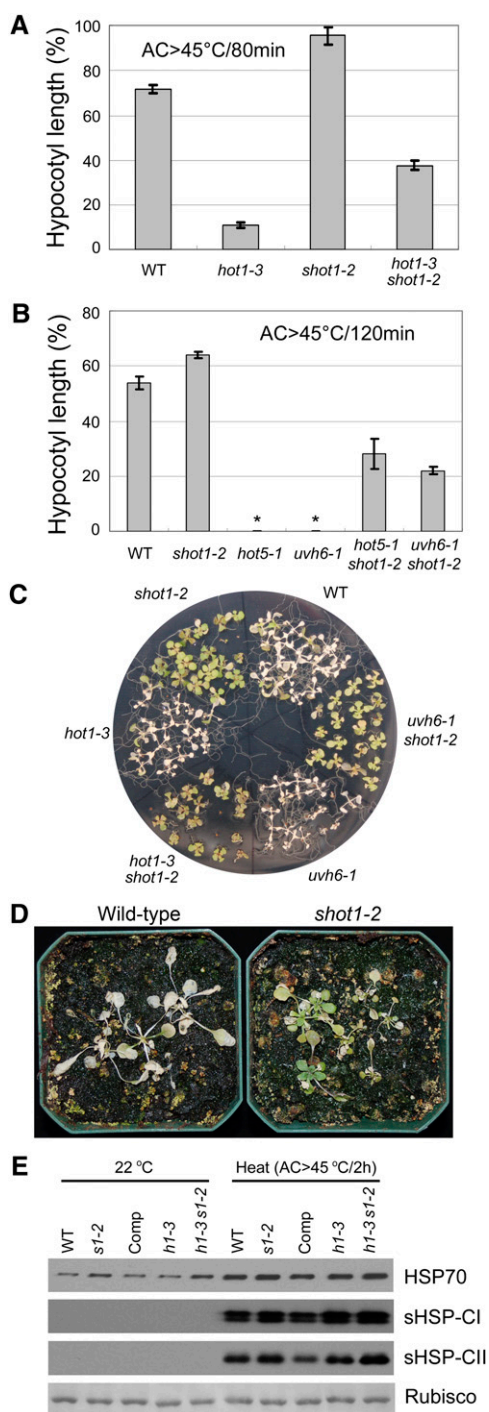 A
AC>45°C/80min
Hypocotyl length (%)
100
80
60
40
20
0
WT
hot1-3
shot1-2
hot1-3
shot1-2
B
AC>45°C/120min
Hypocotyl length (%)
80
60
40
20
0
*
*
WT
shot1-2
hot5-1
uvh6-1
hot5-1
shot1-2
uvh6-1
shot1-2
C
shot1-2
WT
hot1-3
uvh6-1
shot1-2
hot1-3
shot1-2
uvh6-1
D
Wild-type
shot1-2
E
22 °C
Heat (AC>45 °C/2h)
WT
s1-2
Comp
h1-3
h1-3 s1-2
WT
s1-2
Comp
h1-3
h1-3 s1-2
HSP70
sHSP-CI
sHSP-CII
Rubisco